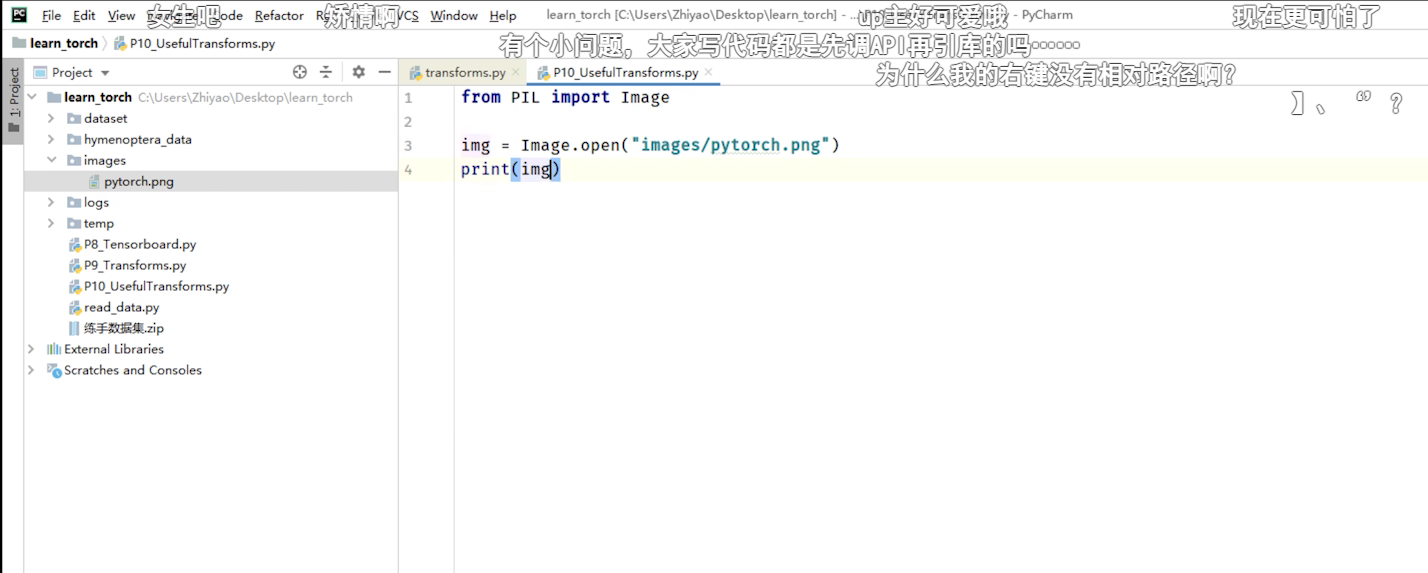 File Edit View ode Refactor VCS Window Help learn_torch [C:\Users\Zhiyao\Desktop\learn_torch] - - PyCharm
女生吧 矫情啊 up主好可爱哦 现在更可怕了
learn_torch P10_UsefulTransforms.py
有个小问题，大家写代码都是先调API再引库的吗……
Project transforms.py P10_UsefulTransforms.py
为什么我的右键没有相对路径啊？
】、 “” ？
1: Project
learn_torch C:\Users\Zhiyao\Desktop\learn_torch
dataset
hymenoptera_data
images
pytorch.png
logs
temp
P8_Tensorboard.py
P9_Transforms.py
P10_UsefulTransforms.py
read_data.py
练手数据集.zip
External Libraries
Scratches and Consoles
1 from PIL import Image
2
3 img = Image.open("images/pytorch.png")
4 print(img)